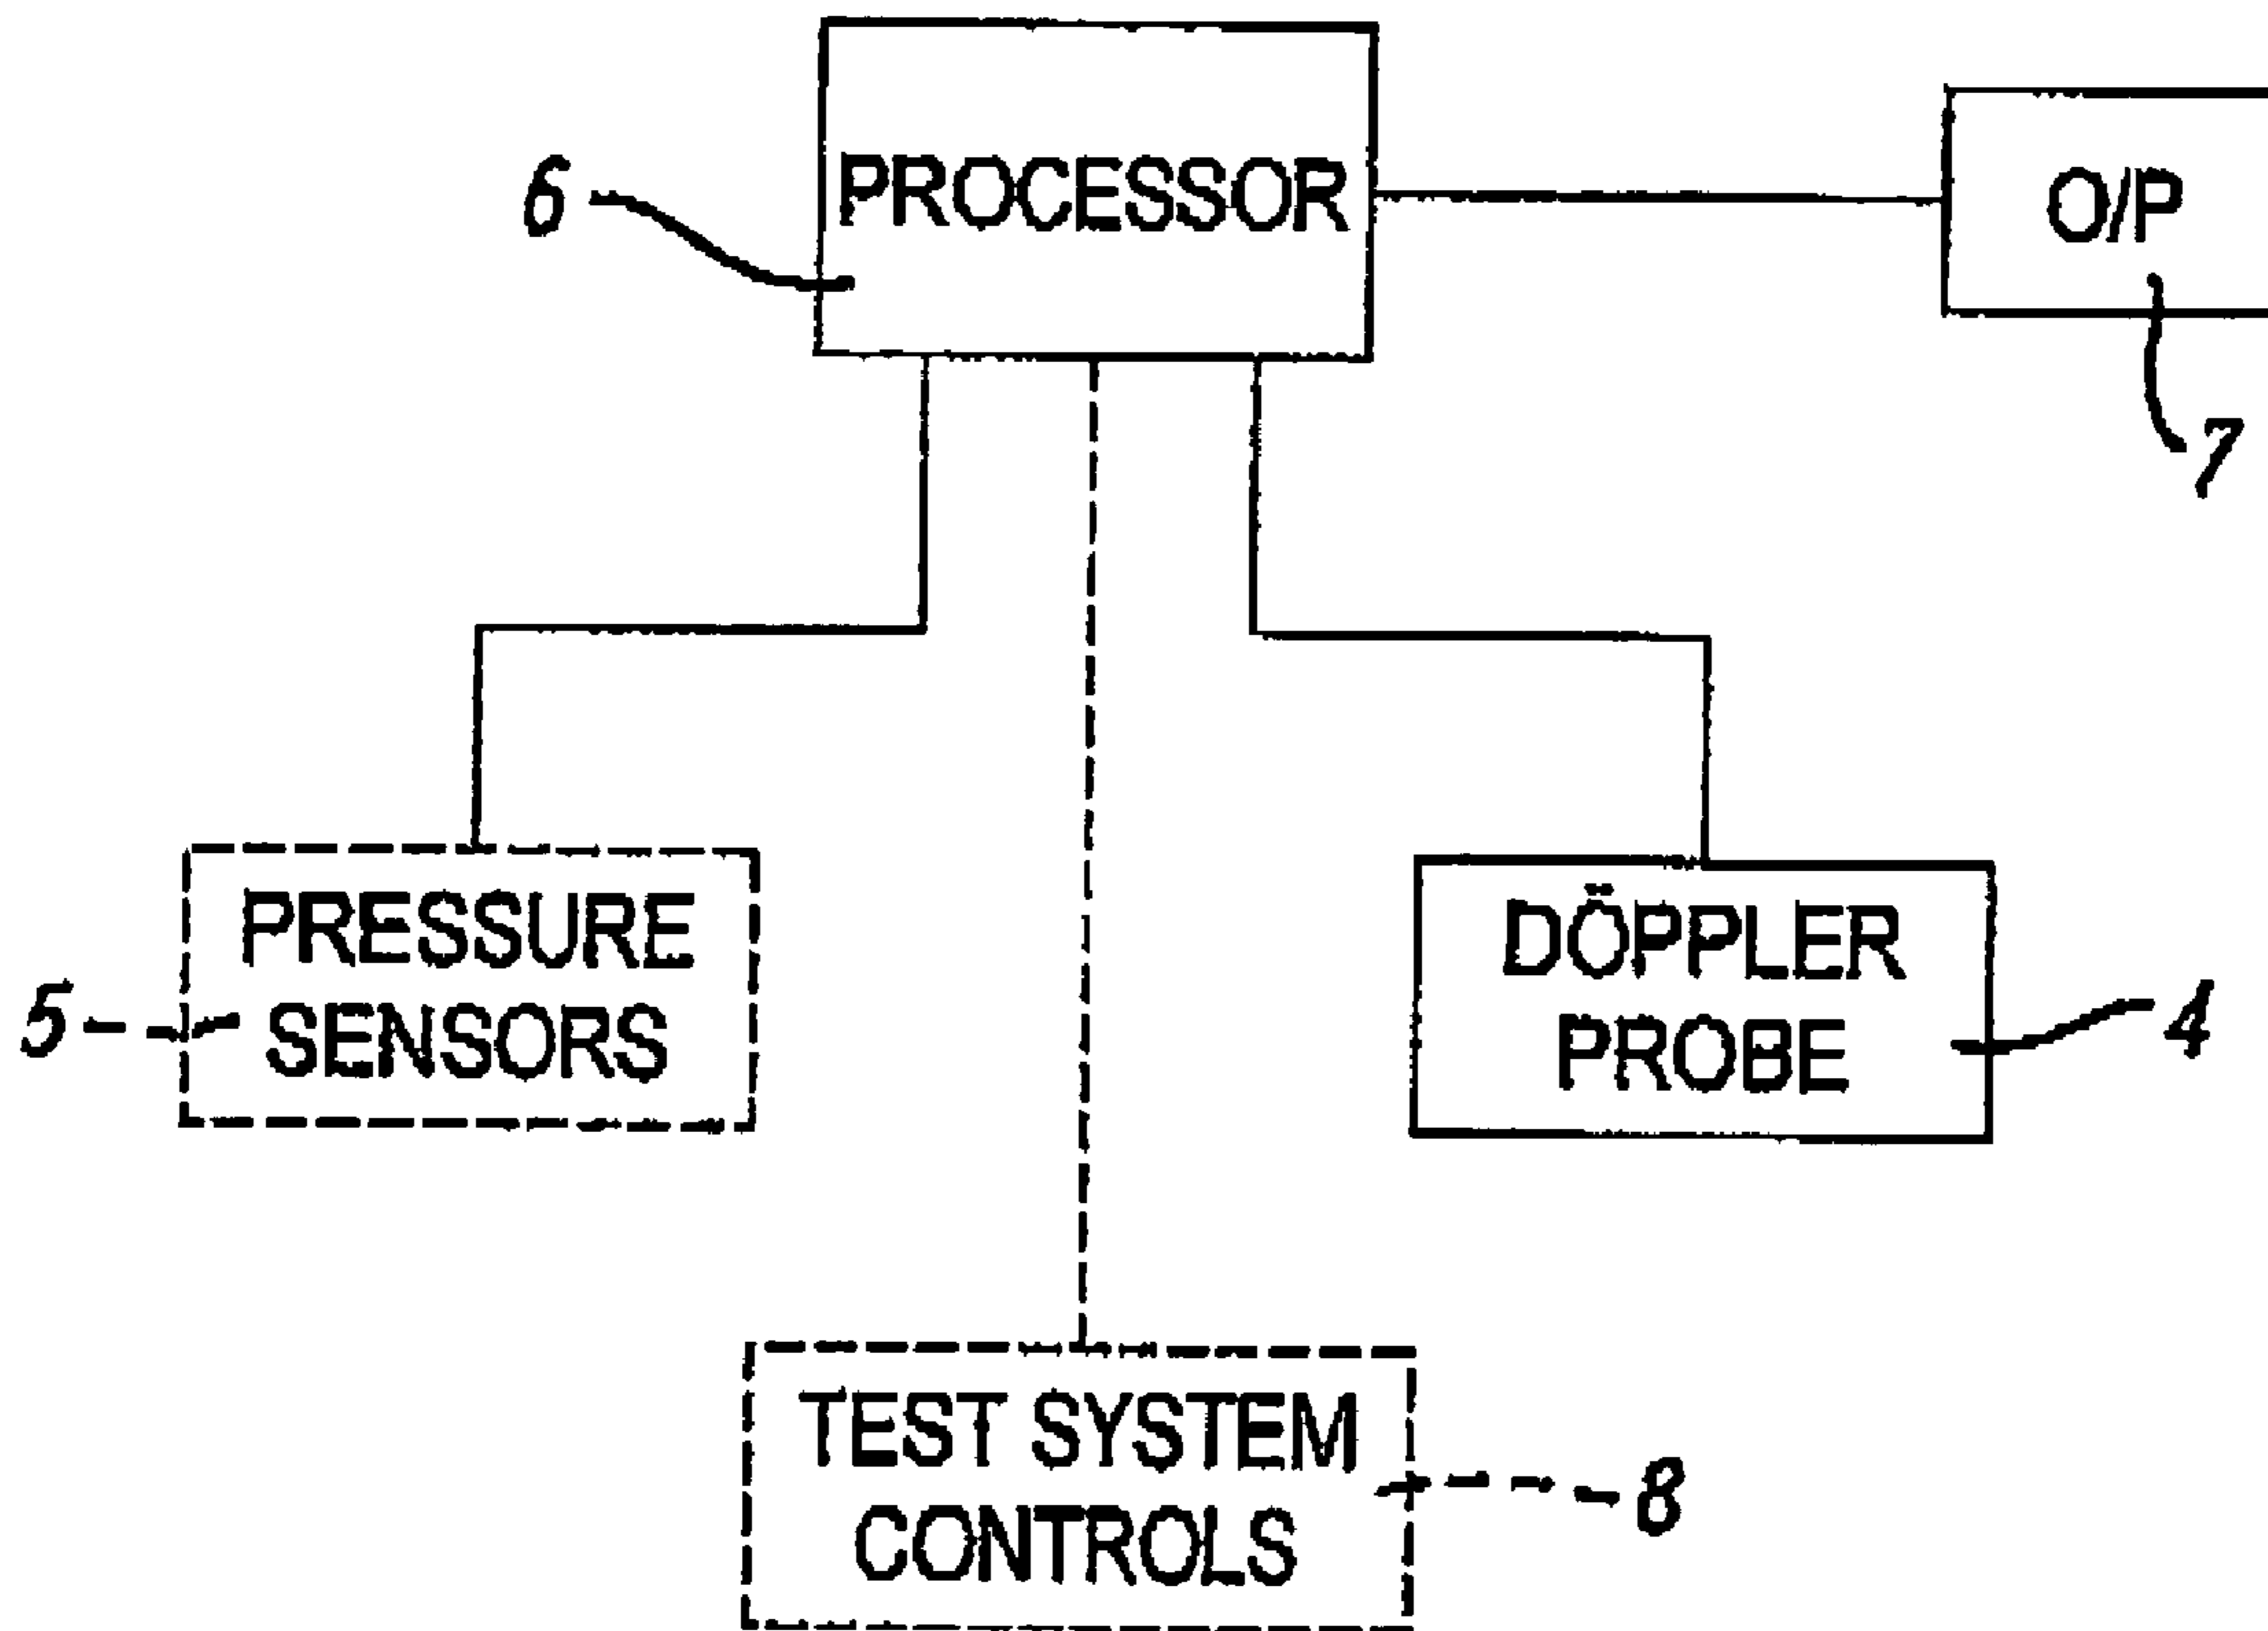 PROCESSOR
O/P
6
7
PRESSURE
SENSORS
5
DÖPPLER
PROBE
4
TEST SYSTEM
CONTROLS
8